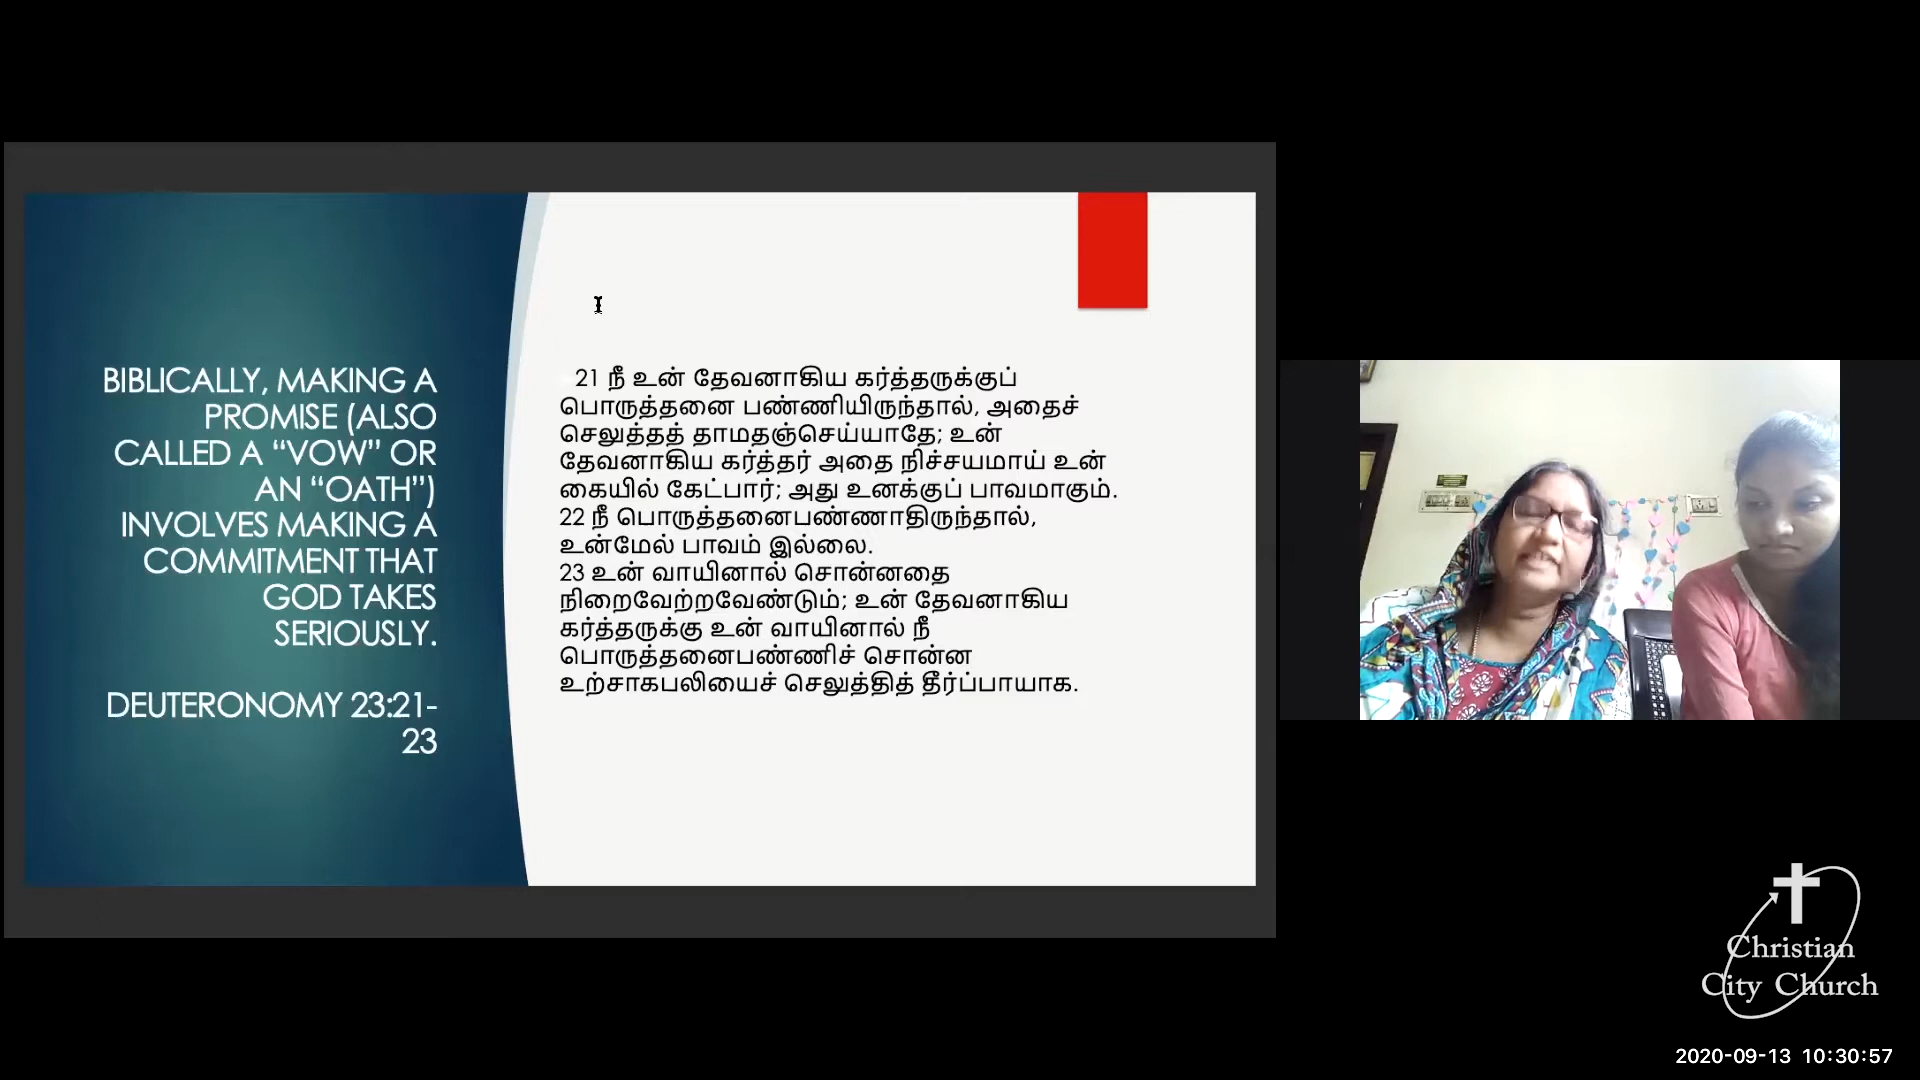 BIBLICALLY, MAKING A
PROMISE (ALSO
CALLED A “VOW” OR
AN “OATH”)
INVOLVES MAKING A
COMMITMENT THAT
GOD TAKES
SERIOUSLY.
DEUTERONOMY 23:21-
23
21 நீ உன் தேவனாகிய கர்த்தருக்குப்
பொருத்தனை பண்ணியிருந்தால், அதைச்
செலுத்தத் தாமதஞ்செய்யாதே; உன்
தேவனாகிய கர்த்தர் அதை நிச்சயமாய் உன்
கையில் கேட்பார்; அது உனக்குப் பாவமாகும்.
22 நீ பொருத்தனைபண்ணாதிருந்தால்,
உன்மேல் பாவம் இல்லை.
23 உன் வாயினால் சொன்னதை
நிறைவேற்றவேண்டும்; உன் தேவனாகிய
கர்த்தருக்கு உன் வாயினால் நீ
பொருத்தனைபண்ணிச் சொன்ன
உற்சாகபலியைச் செலுத்தித் தீர்ப்பாயாக.
Christian
City Church
2020-09-13 10:30:57